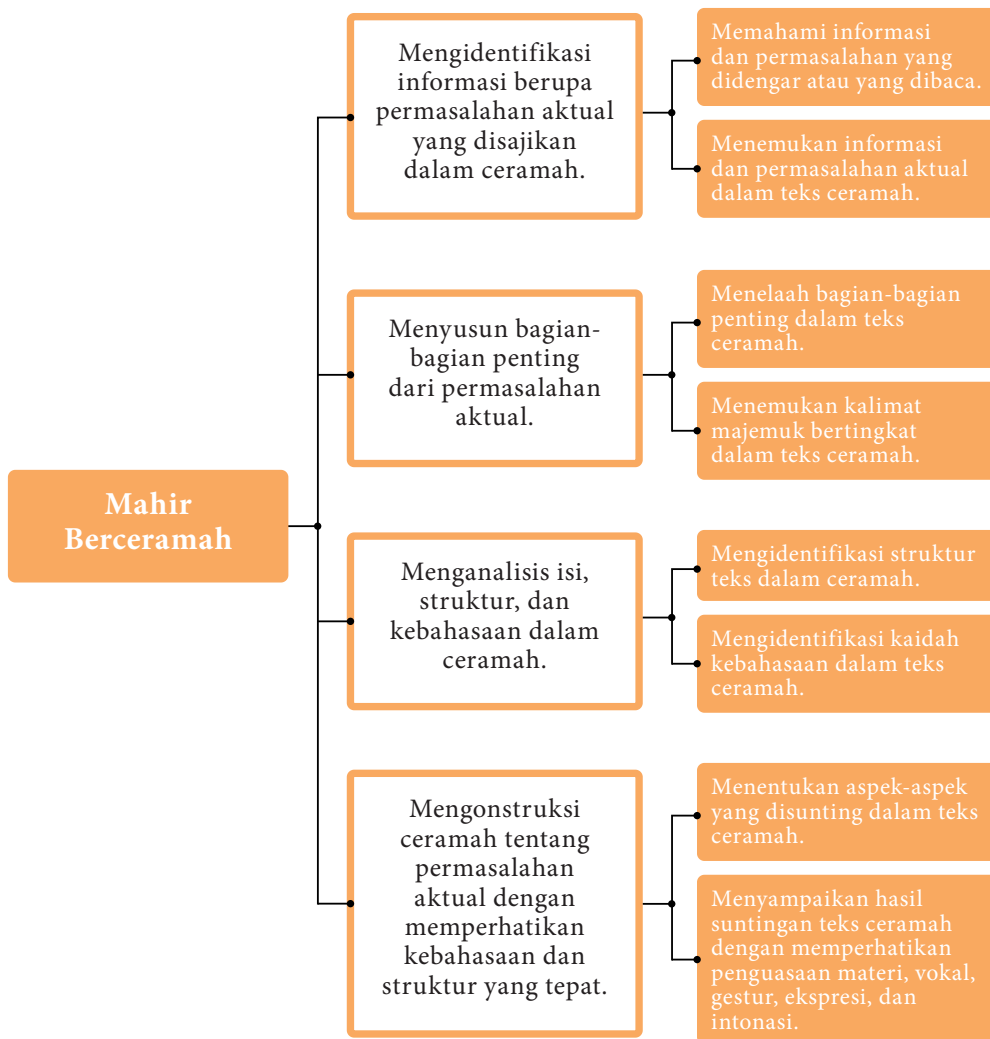 Mahir
Berceramah
Mengidentifikasi
informasi berupa
permasalahan aktual
yang disajikan
dalam ceramah.
Memahami informasi
dan permasalahan yang
didengar atau yang dibaca.
Menemukan informasi
dan permasalahan aktual
dalam teks ceramah.
Menyusun bagian-
bagian penting
dari permasalahan
aktual.
Menelaah bagian-bagian
penting dalam teks
ceramah.
Menemukan kalimat
majemuk bertingkat
dalam teks ceramah.
Menganalisis isi,
struktur, dan
kebahasaan dalam
ceramah.
Mengidentifikasi struktur
teks dalam ceramah.
Mengidentifikasi kaidah
kebahasaan dalam teks
ceramah.
Mengonstruksi
ceramah tentang
permasalahan
aktual dengan
memperhatikan
kebahasaan dan
struktur yang tepat.
Menentukan aspek-aspek
yang disunting dalam teks
ceramah.
Menyampaikan hasil
suntingan teks ceramah
dengan memperhatikan
penguasaan materi, vokal,
gestur, ekspresi, dan
intonasi.